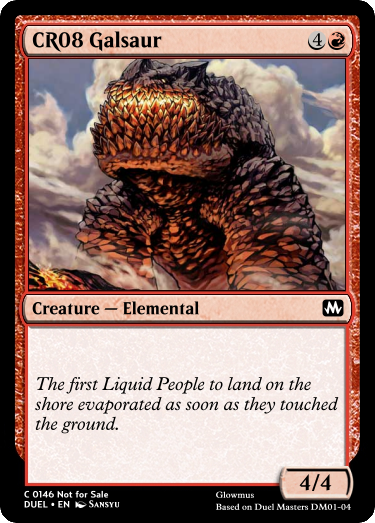 CR08 Galsaur 4
Creature — Elemental
The first Liquid People to land on the
shore evaporated as soon as they touched
the ground.
4/4
C 0146 Not for Sale
DUEL • EN Sansyu
Glowmus
Based on Duel Masters DM01-04